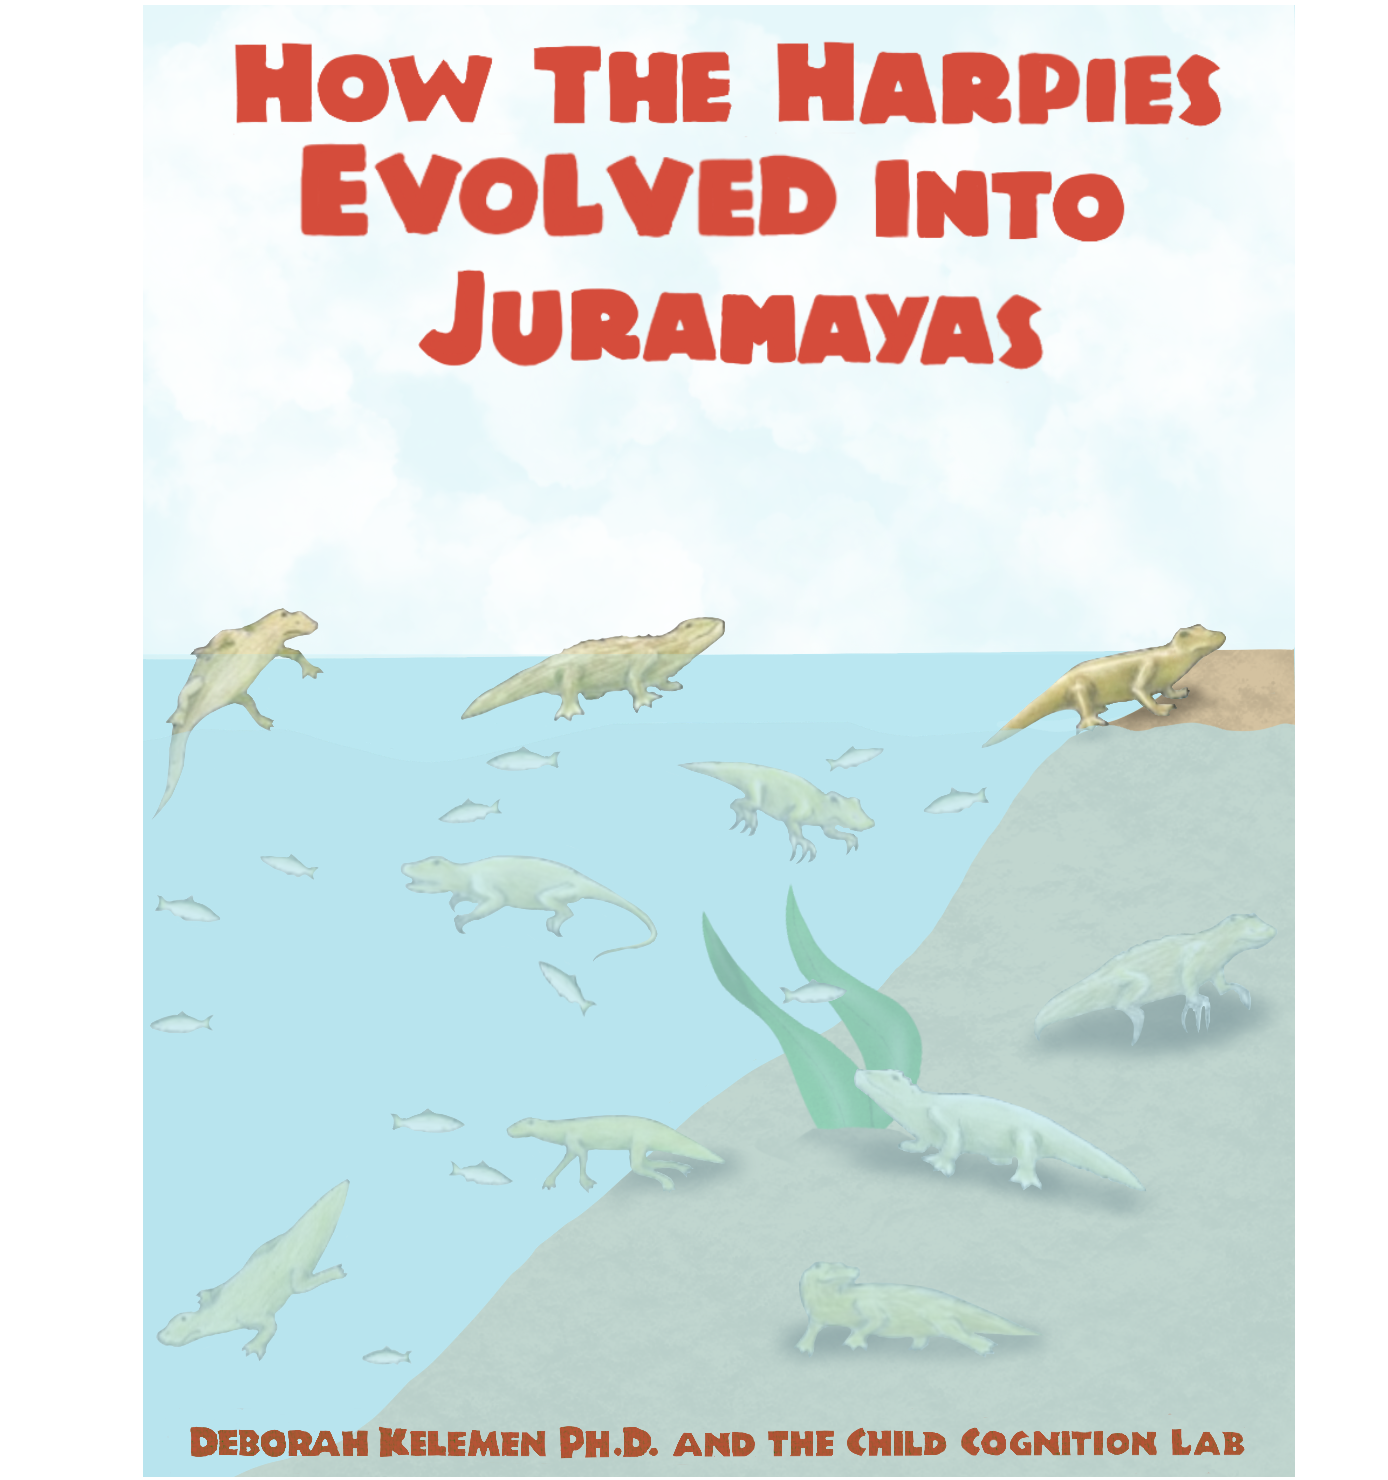 How The Harpies
Evolved Into
Juramayas
Deborah Kelemen Ph.D. and the Child Cognition Lab